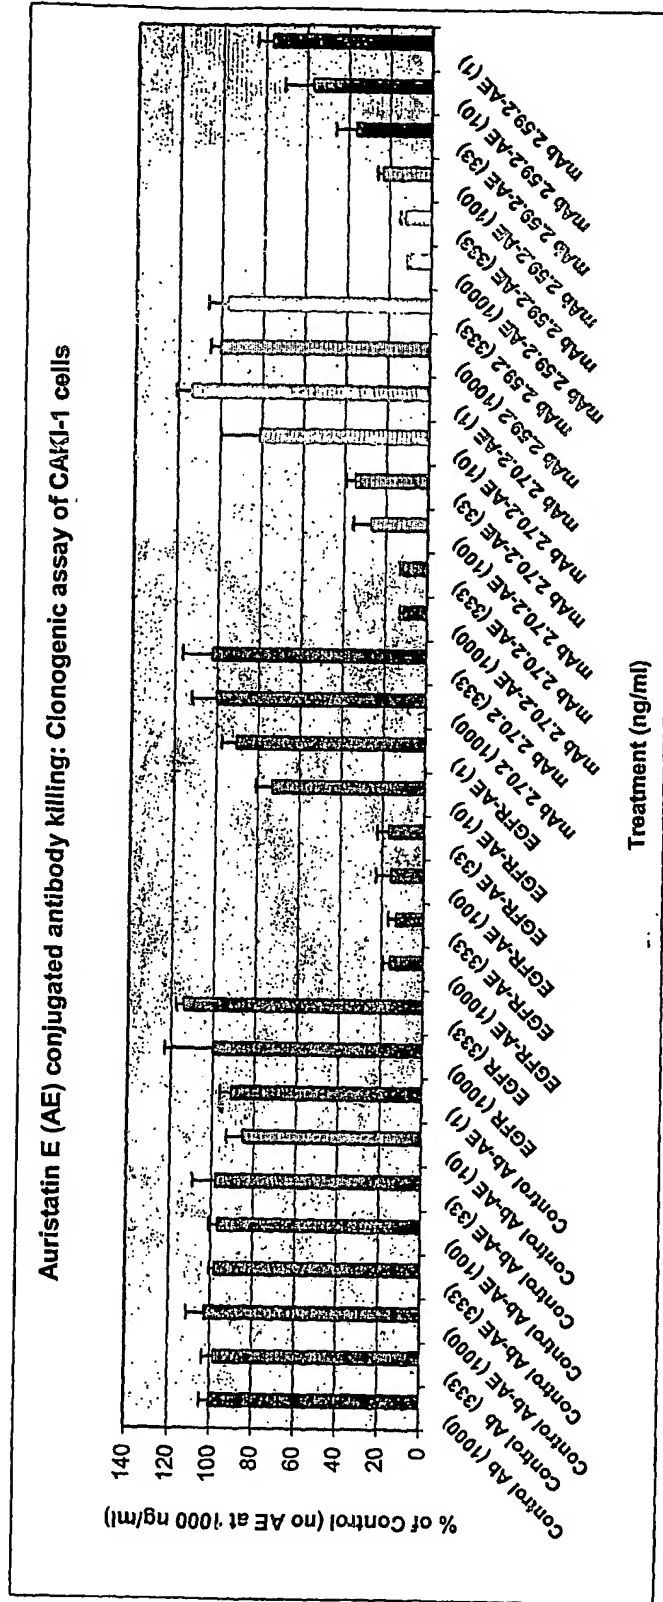 Auristatin E (AE) conjugated antibody killing: Clonogenic assay of CAKI-1 cells
% of Control (no AE at 1000 ng/ml)
140
120
100
80
60
40
20
0
Control Ab (1000)
Control Ab (333)
Control Ab-AE (1000)
Control Ab-AE (333)
Control Ab-AE (100)
Control Ab-AE (33)
Control Ab-AE (10)
Control Ab-AE (1)
EGFR (1000)
EGFR (333)
EGFR-AE (1000)
EGFR-AE (333)
EGFR-AE (100)
EGFR-AE (33)
EGFR-AE (10)
EGFR-AE (1)
mAb 2.70.2 (1000)
mAb 2.70.2 (333)
mAb 2.70.2-AE (1000)
mAb 2.70.2-AE (333)
mAb 2.70.2-AE (100)
mAb 2.70.2-AE (33)
mAb 2.70.2-AE (10)
mAb 2.70.2-AE (1)
mAb 2.59.2 (1000)
mAb 2.59.2 (333)
mAb 2.59.2-AE (1000)
mAb 2.59.2-AE (333)
mAb 2.59.2-AE (100)
mAb 2.59.2-AE (33)
mAb 2.59.2-AE (10)
mAb 2.59.2-AE (1)
Treatment (ng/ml)